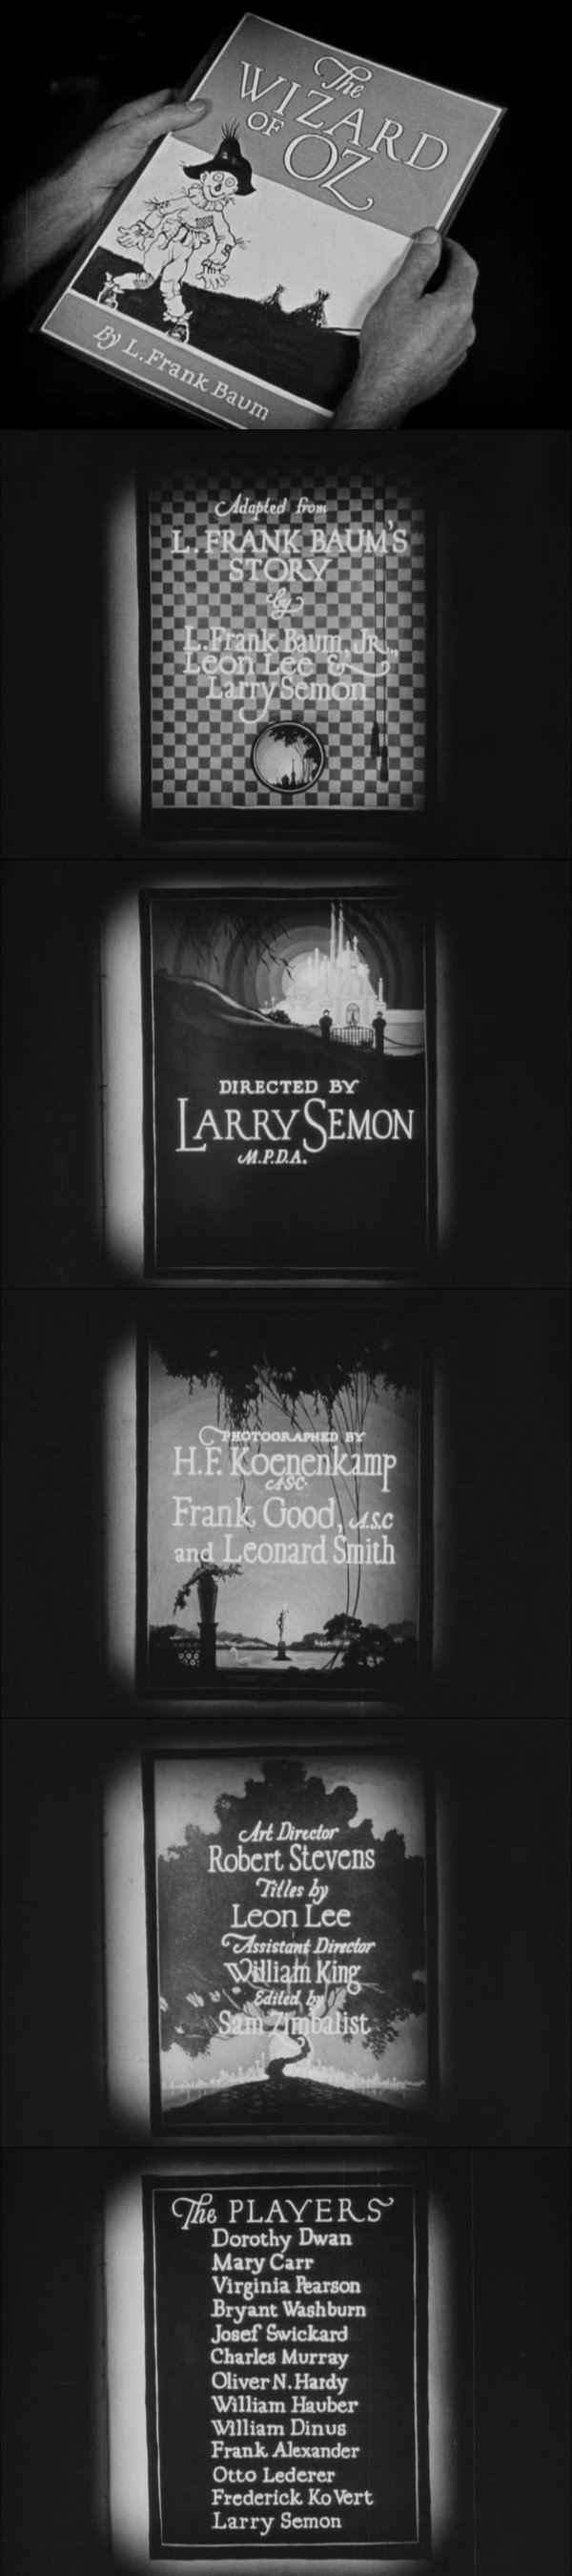 The
WIZARD
OF
OZ
By L. Frank Baum
Adapted from
L. FRANK BAUM'S
STORY
by
L. Frank Baum, JR.,
Leon Lee &
Larry Semon
DIRECTED BY
LARRY SEMON
M.P.D.A.
PHOTOGRAPHED BY
H.F. Koenenkamp
A.S.C.
Frank Good, A.S.C
and Leonard Smith
Art Director
Robert Stevens
Titles by
Leon Lee
Assistant Director
William King
Edited by
Sam Zimbalist
The PLAYERS
Dorothy Dwan
Mary Carr
Virginia Pearson
Bryant Washburn
Josef Swickard
Charles Murray
Oliver N. Hardy
William Hauber
William Dinus
Frank Alexander
Otto Lederer
Frederick Ko Vert
Larry Semon